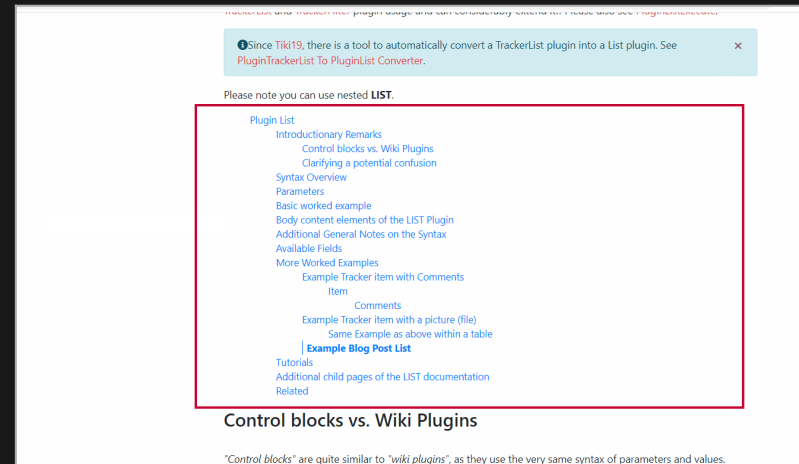 TrackerList and TrackerFilter plugin usage and can considerably extend it.. Please also see PluginListExecute.
Since Tiki19, there is a tool to automatically convert a TrackerList plugin into a List plugin. See
PluginTrackerList To PluginList Converter.
×
Please note you can use nested LIST.
Plugin List
Introductionary Remarks
Control blocks vs. Wiki Plugins
Clarifying a potential confusion
Syntax Overview
Parameters
Basic worked example
Body content elements of the LIST Plugin
Additional General Notes on the Syntax
Available Fields
More Worked Examples
Example Tracker item with Comments
Item
Comments
Example Tracker item with a picture (file)
Same Example as above within a table
Example Blog Post List
Tutorials
Additional child pages of the LIST documentation
Related
Control blocks vs. Wiki Plugins
"Control blocks" are quite similar to "wiki plugins", as they use the very same syntax of parameters and values.